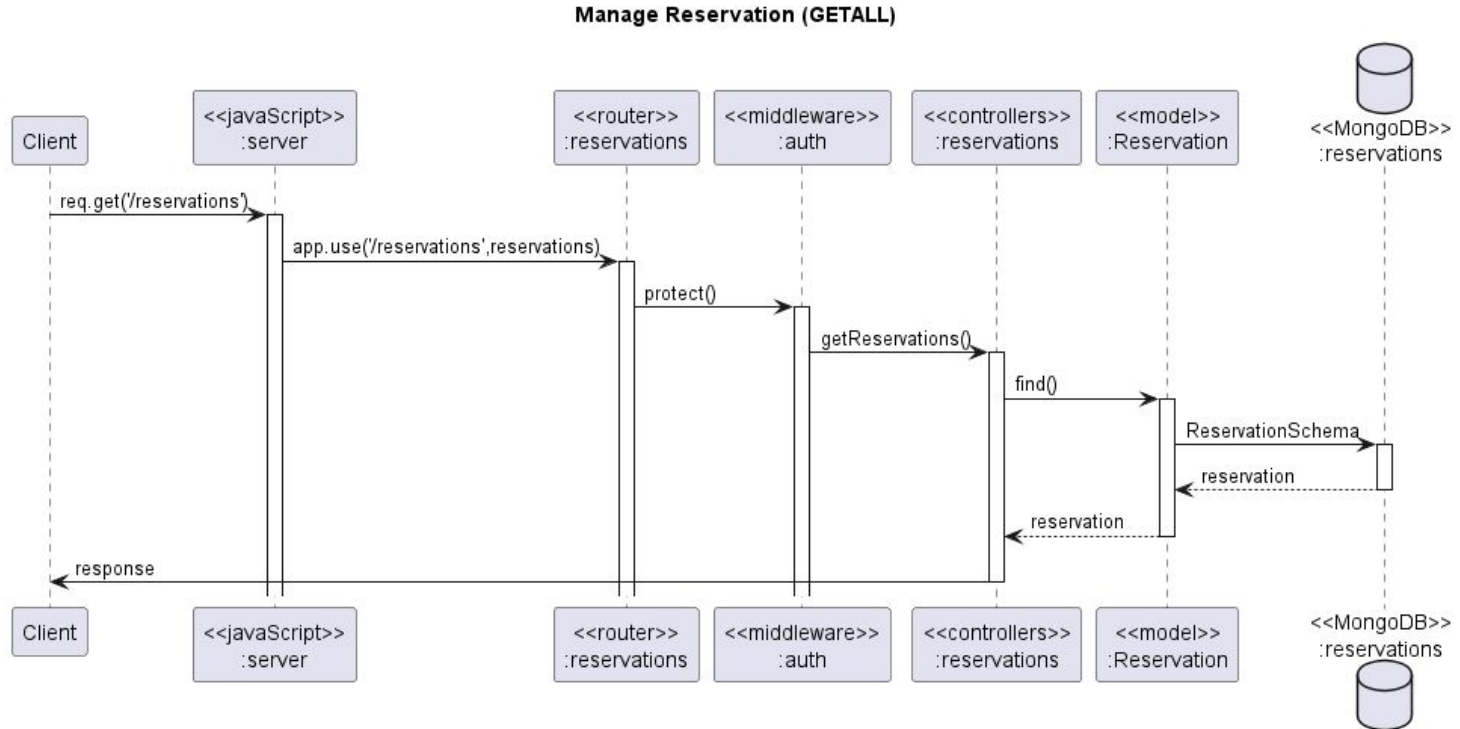 Manage Reservation (GETALL)
Client
<<javaScript>>
:server
<<router>>
:reservations
<<middleware>>
:auth
<<controllers>>
:reservations
<<model>>
:Reservation
<<MongoDB>>
:reservations
req.get('/reservations')
app.use('/reservations',reservations)
protect()
getReservations()
find()
ReservationSchema
reservation
reservation
response
Client
<<javaScript>>
:server
<<router>>
:reservations
<<middleware>>
:auth
<<controllers>>
:reservations
<<model>>
:Reservation
<<MongoDB>>
:reservations